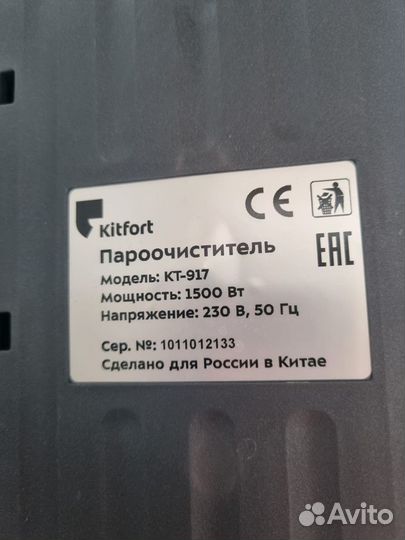 Kitfort
CE
Пароочиститель
EAC
Модель: КТ-917
Мощность: 1500 Вт
Напряжение: 230 В, 50 Гц
Сер. №: 1011012133
Сделано для России в Китае
Avito